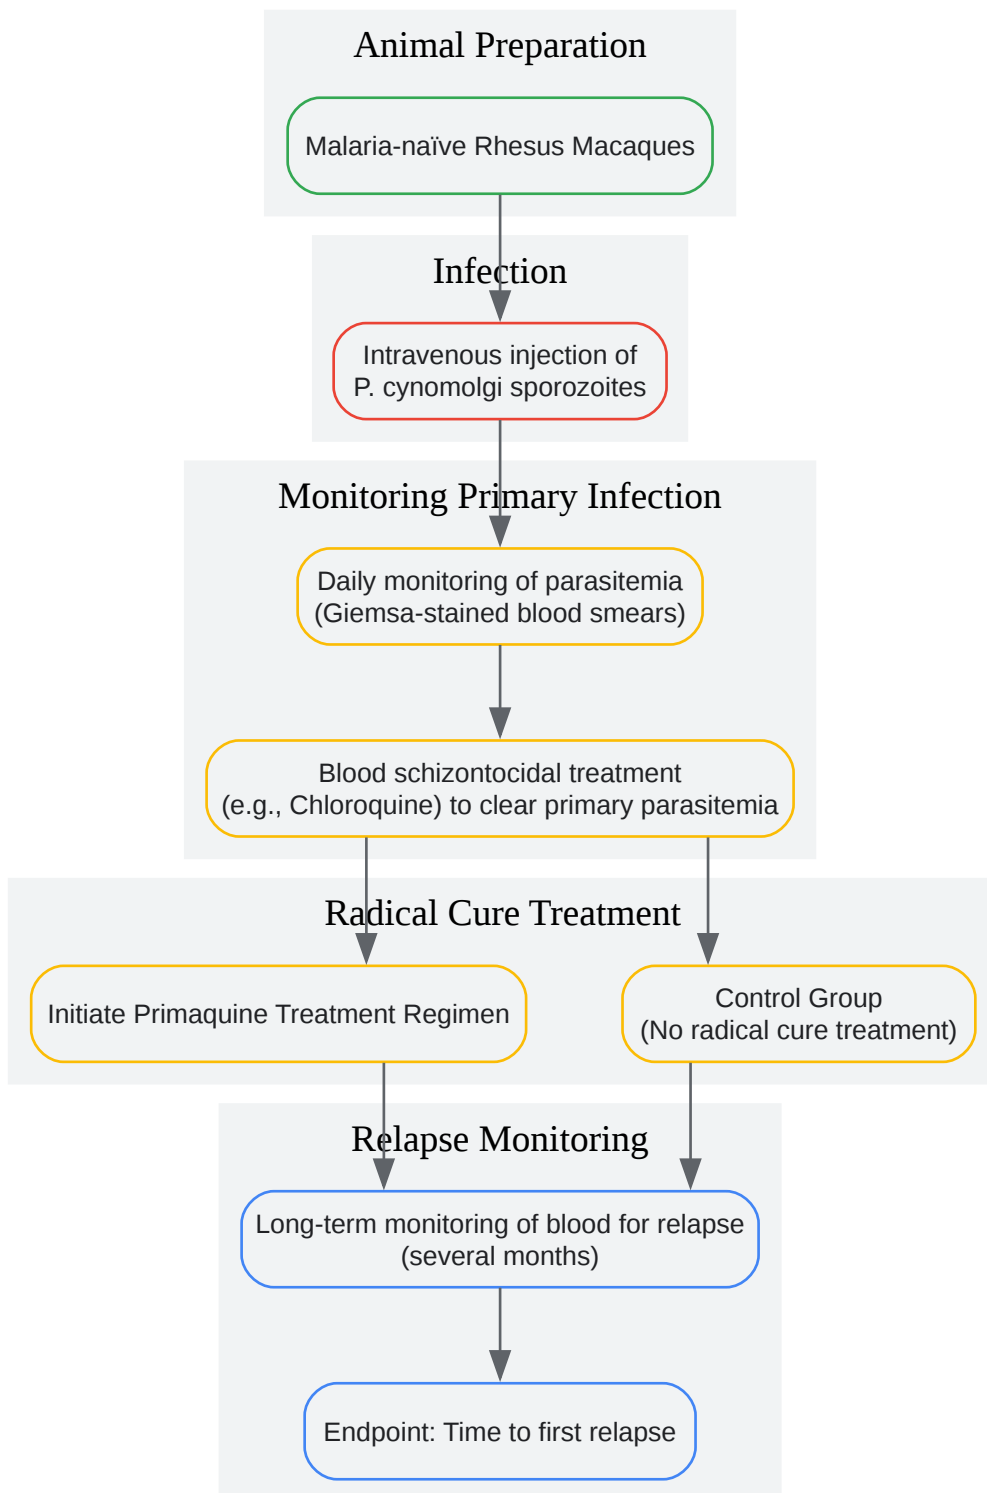 Animal Preparation
Malaria-naïve Rhesus Macaques
Infection
Intravenous injection of
P. cynomolgi sporozoites
Monitoring Primary Infection
Daily monitoring of parasitemia
(Giemsa-stained blood smears)
Blood schizontocidal treatment
(e.g., Chloroquine) to clear primary parasitemia
Radical Cure Treatment
Initiate Primaquine Treatment Regimen
Control Group
(No radical cure treatment)
Relapse Monitoring
Long-term monitoring of blood for relapse
(several months)
Endpoint: Time to first relapse